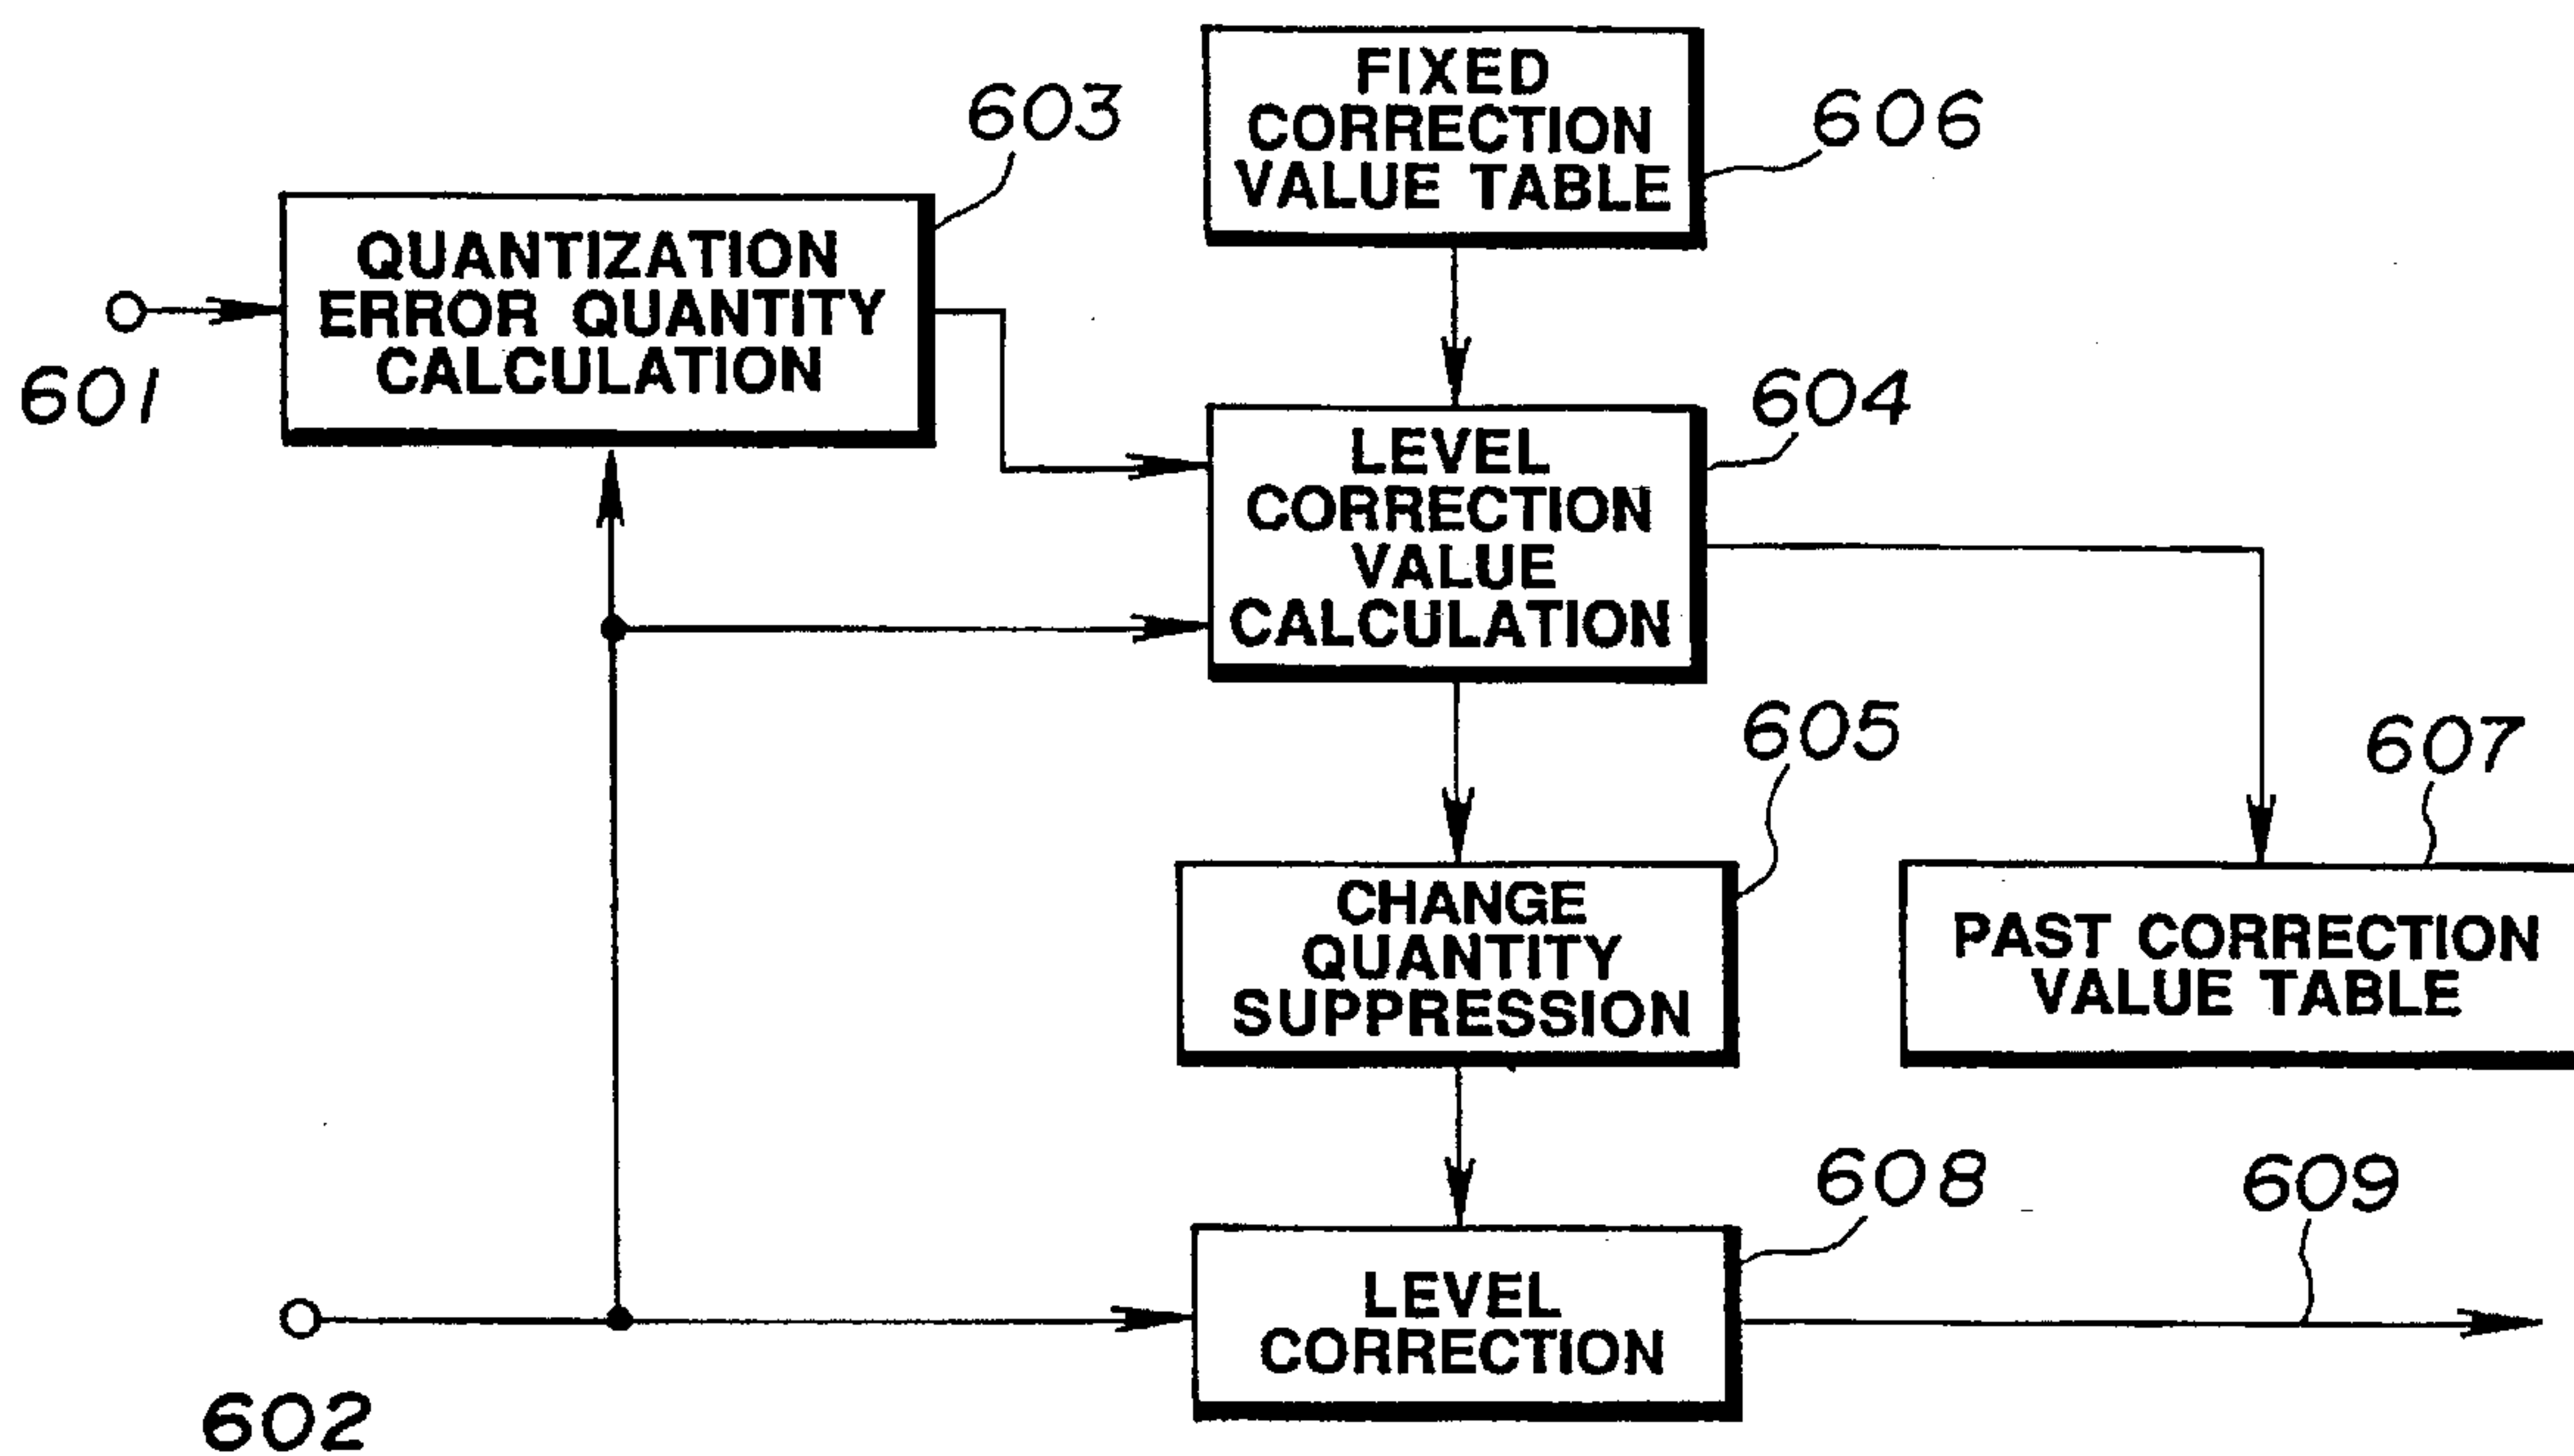 603
FIXED
CORRECTION
VALUE TABLE
606
QUANTIZATION
ERROR QUANTITY
CALCULATION
601
604
LEVEL
CORRECTION
VALUE
CALCULATION
605
607
CHANGE
QUANTITY
SUPPRESSION
PAST CORRECTION
VALUE TABLE
608
609
LEVEL
CORRECTION
602